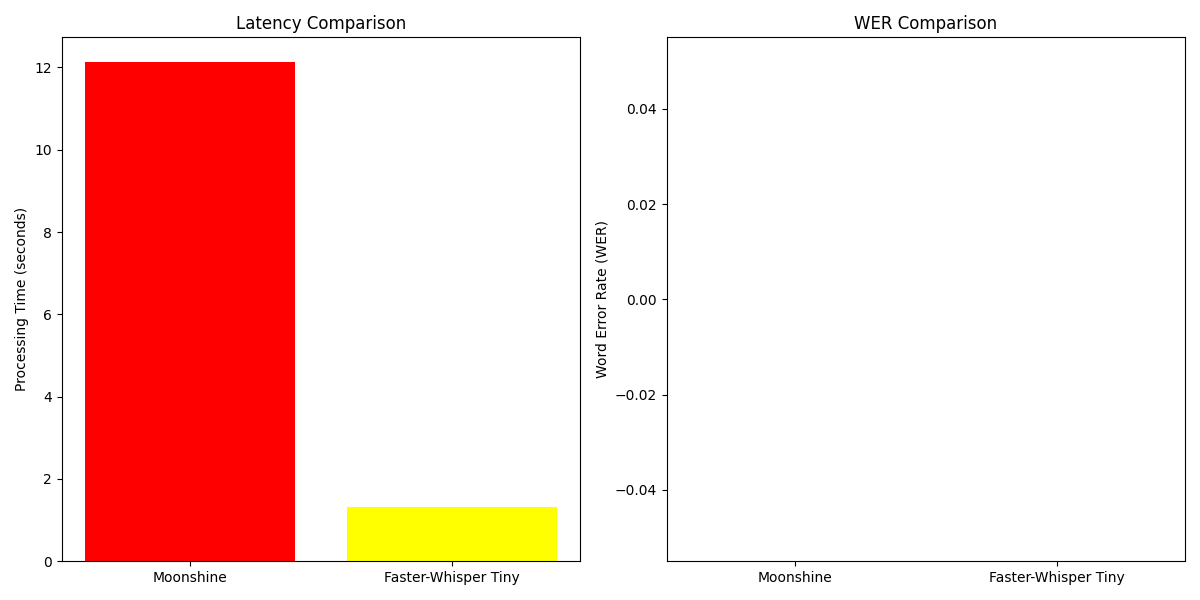 Latency Comparison
Processing Time (seconds)
12
10
8
6
4
2
0
Moonshine
Faster-Whisper Tiny
WER Comparison
Word Error Rate (WER)
0.04
0.02
0.00
−0.02
−0.04
Moonshine
Faster-Whisper Tiny